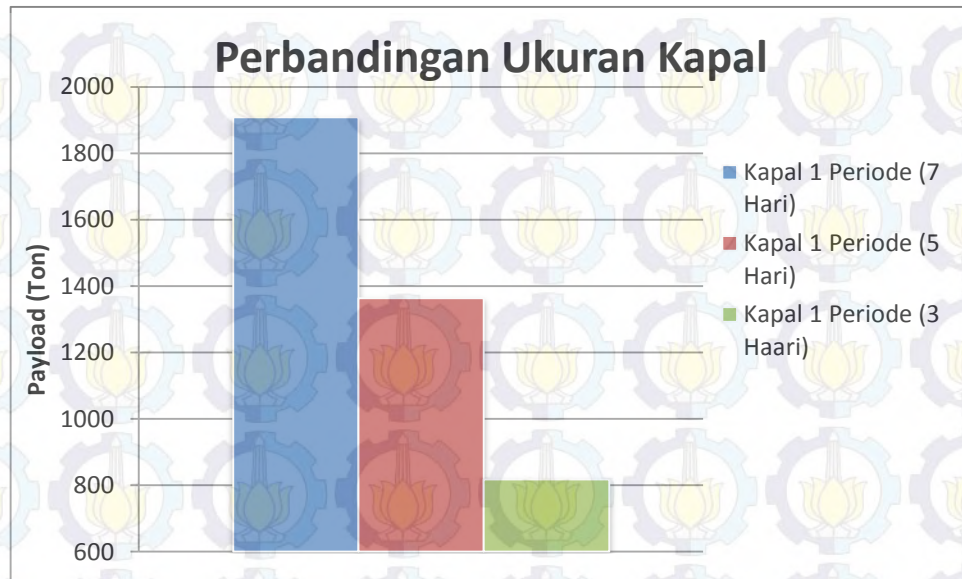 Perbandingan Ukuran Kapal
2000
1800
1600
1400
1200
1000
800
600
Payload (Ton)
Kapal 1 Periode (7
Hari)
Kapal 1 Periode (5
Hari)
Kapal 1 Periode (3
Haari)